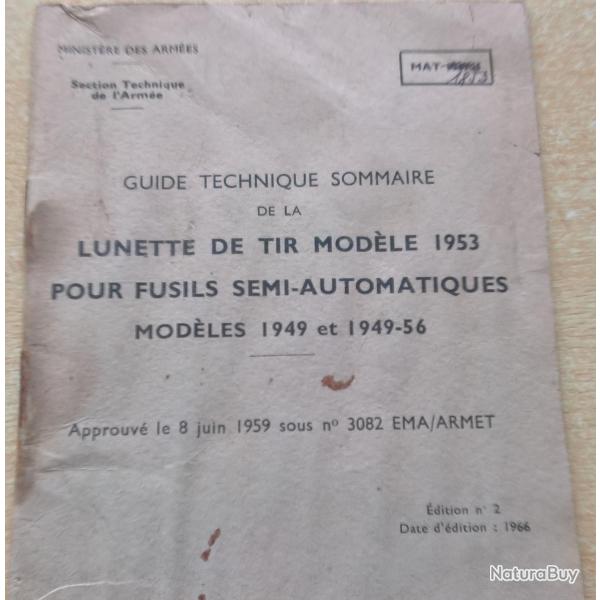 MINISTÈRE DES ARMÉES
Section Technique
de l'Armée
MAT-
1813
GUIDE TECHNIQUE SOMMAIRE
DE LA
LUNETTE DE TIR MODÈLE 1953
POUR FUSILS SEMI-AUTOMATIQUES
MODÈLES 1949 et 1949-56
Approuvé le 8 juin 1959 sous nº 3082 EMA/ARMET
Édition nº 2
Date d'édition : 1966
NaturaBuy